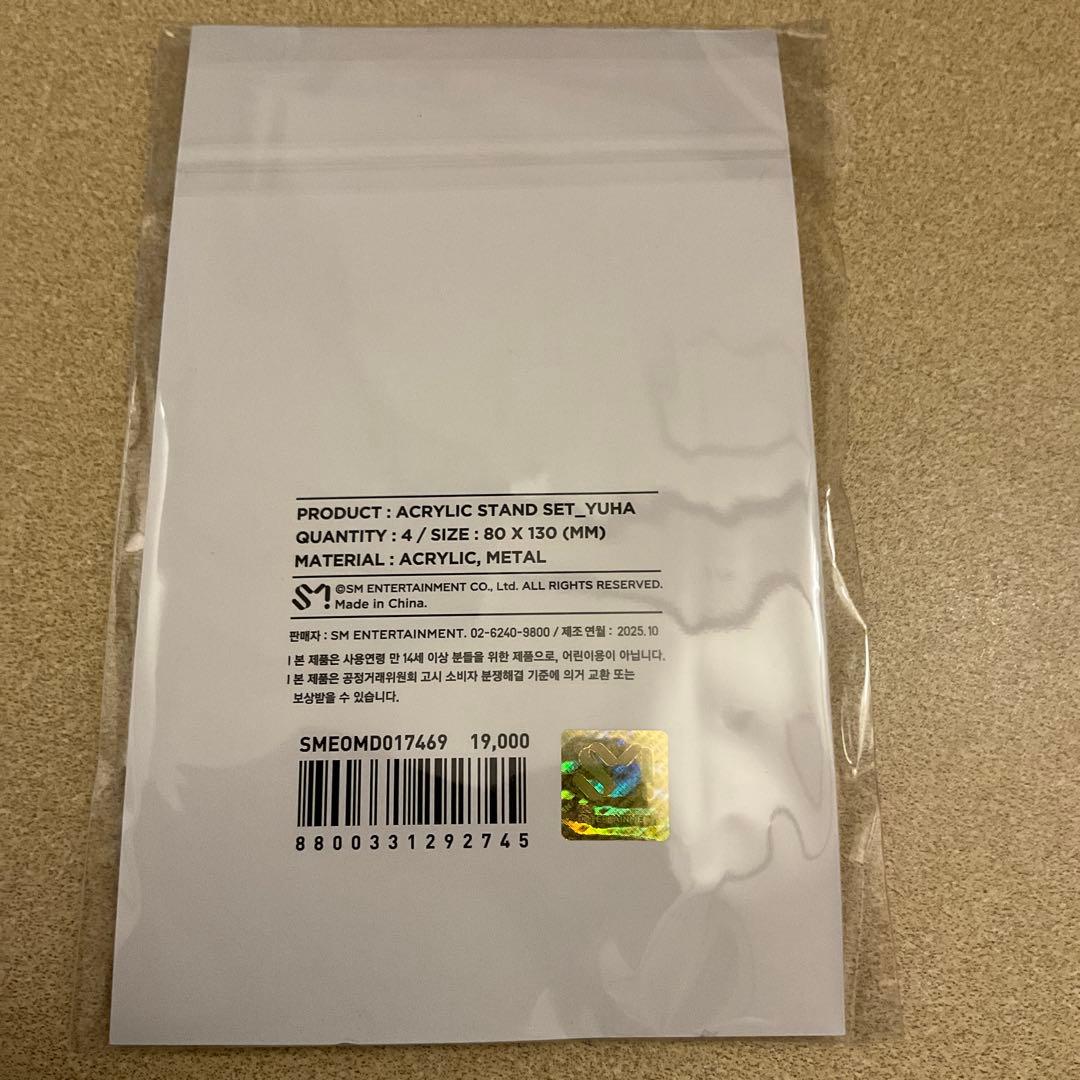 PRODUCT : ACRYLIC STAND SET_YUHA
QUANTITY : 4 / SIZE : 80 X 130 (MM)
MATERIAL : ACRYLIC, METAL
SM ©SM ENTERTAINMENT CO., Ltd. ALL RIGHTS RESERVED.
Made in China.
판매자 : SM ENTERTAINMENT. 02-6240-9800 / 제조 연월 : 2025.10
l 본 제품은 사용연령 만 14세 이상 분들을 위한 제품으로, 어린이용이 아닙니다.
l 본 제품은 공정거래위원회 고시 소비자 분쟁해결 기준에 의거 교환 또는
보상받을 수 있습니다.
SMEOMD017469 19,000
8800331292745
SM
ENTERTAINMENT